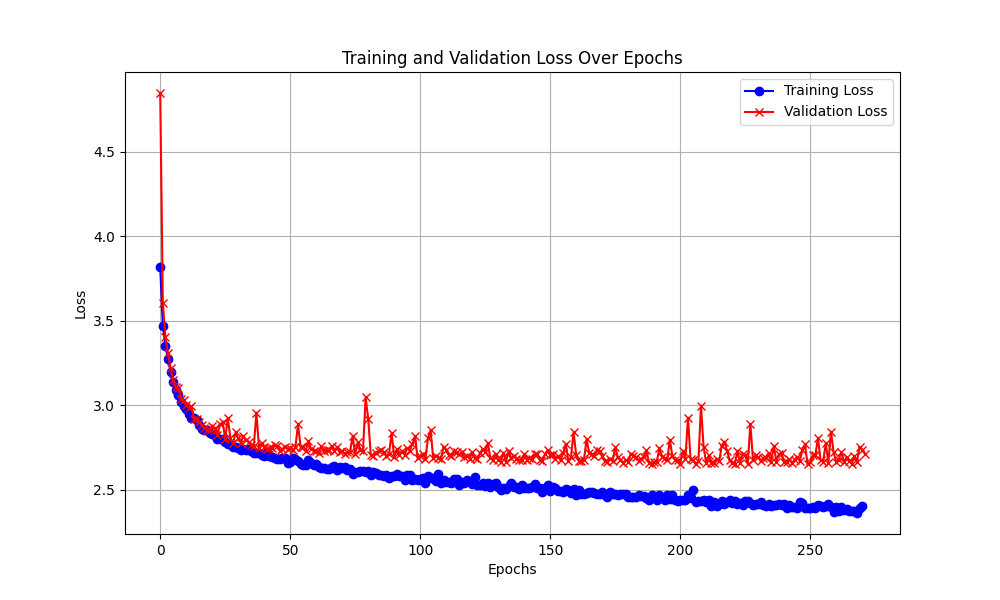 Training and Validation Loss Over Epochs
Training Loss
Validation Loss
4.5
4.0
3.5
3.0
2.5
Loss
0 50 100 150 200 250
Epochs